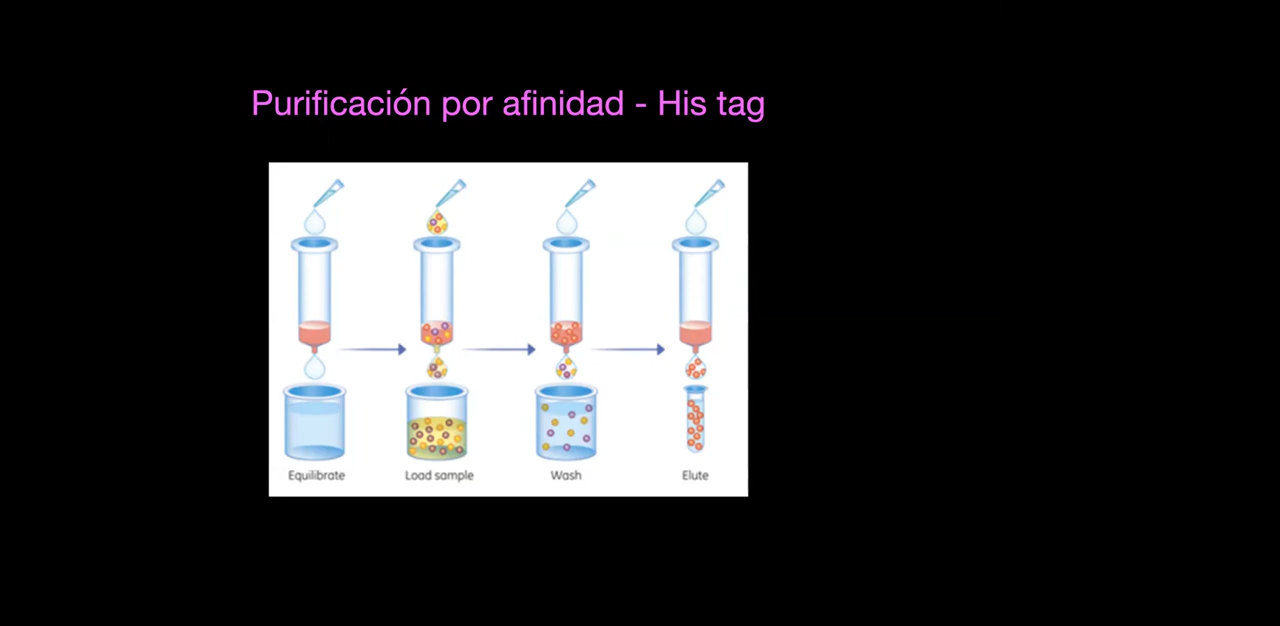 Purificación por afinidad - His tag
Equilibrate
Load sample
Wash
Elute